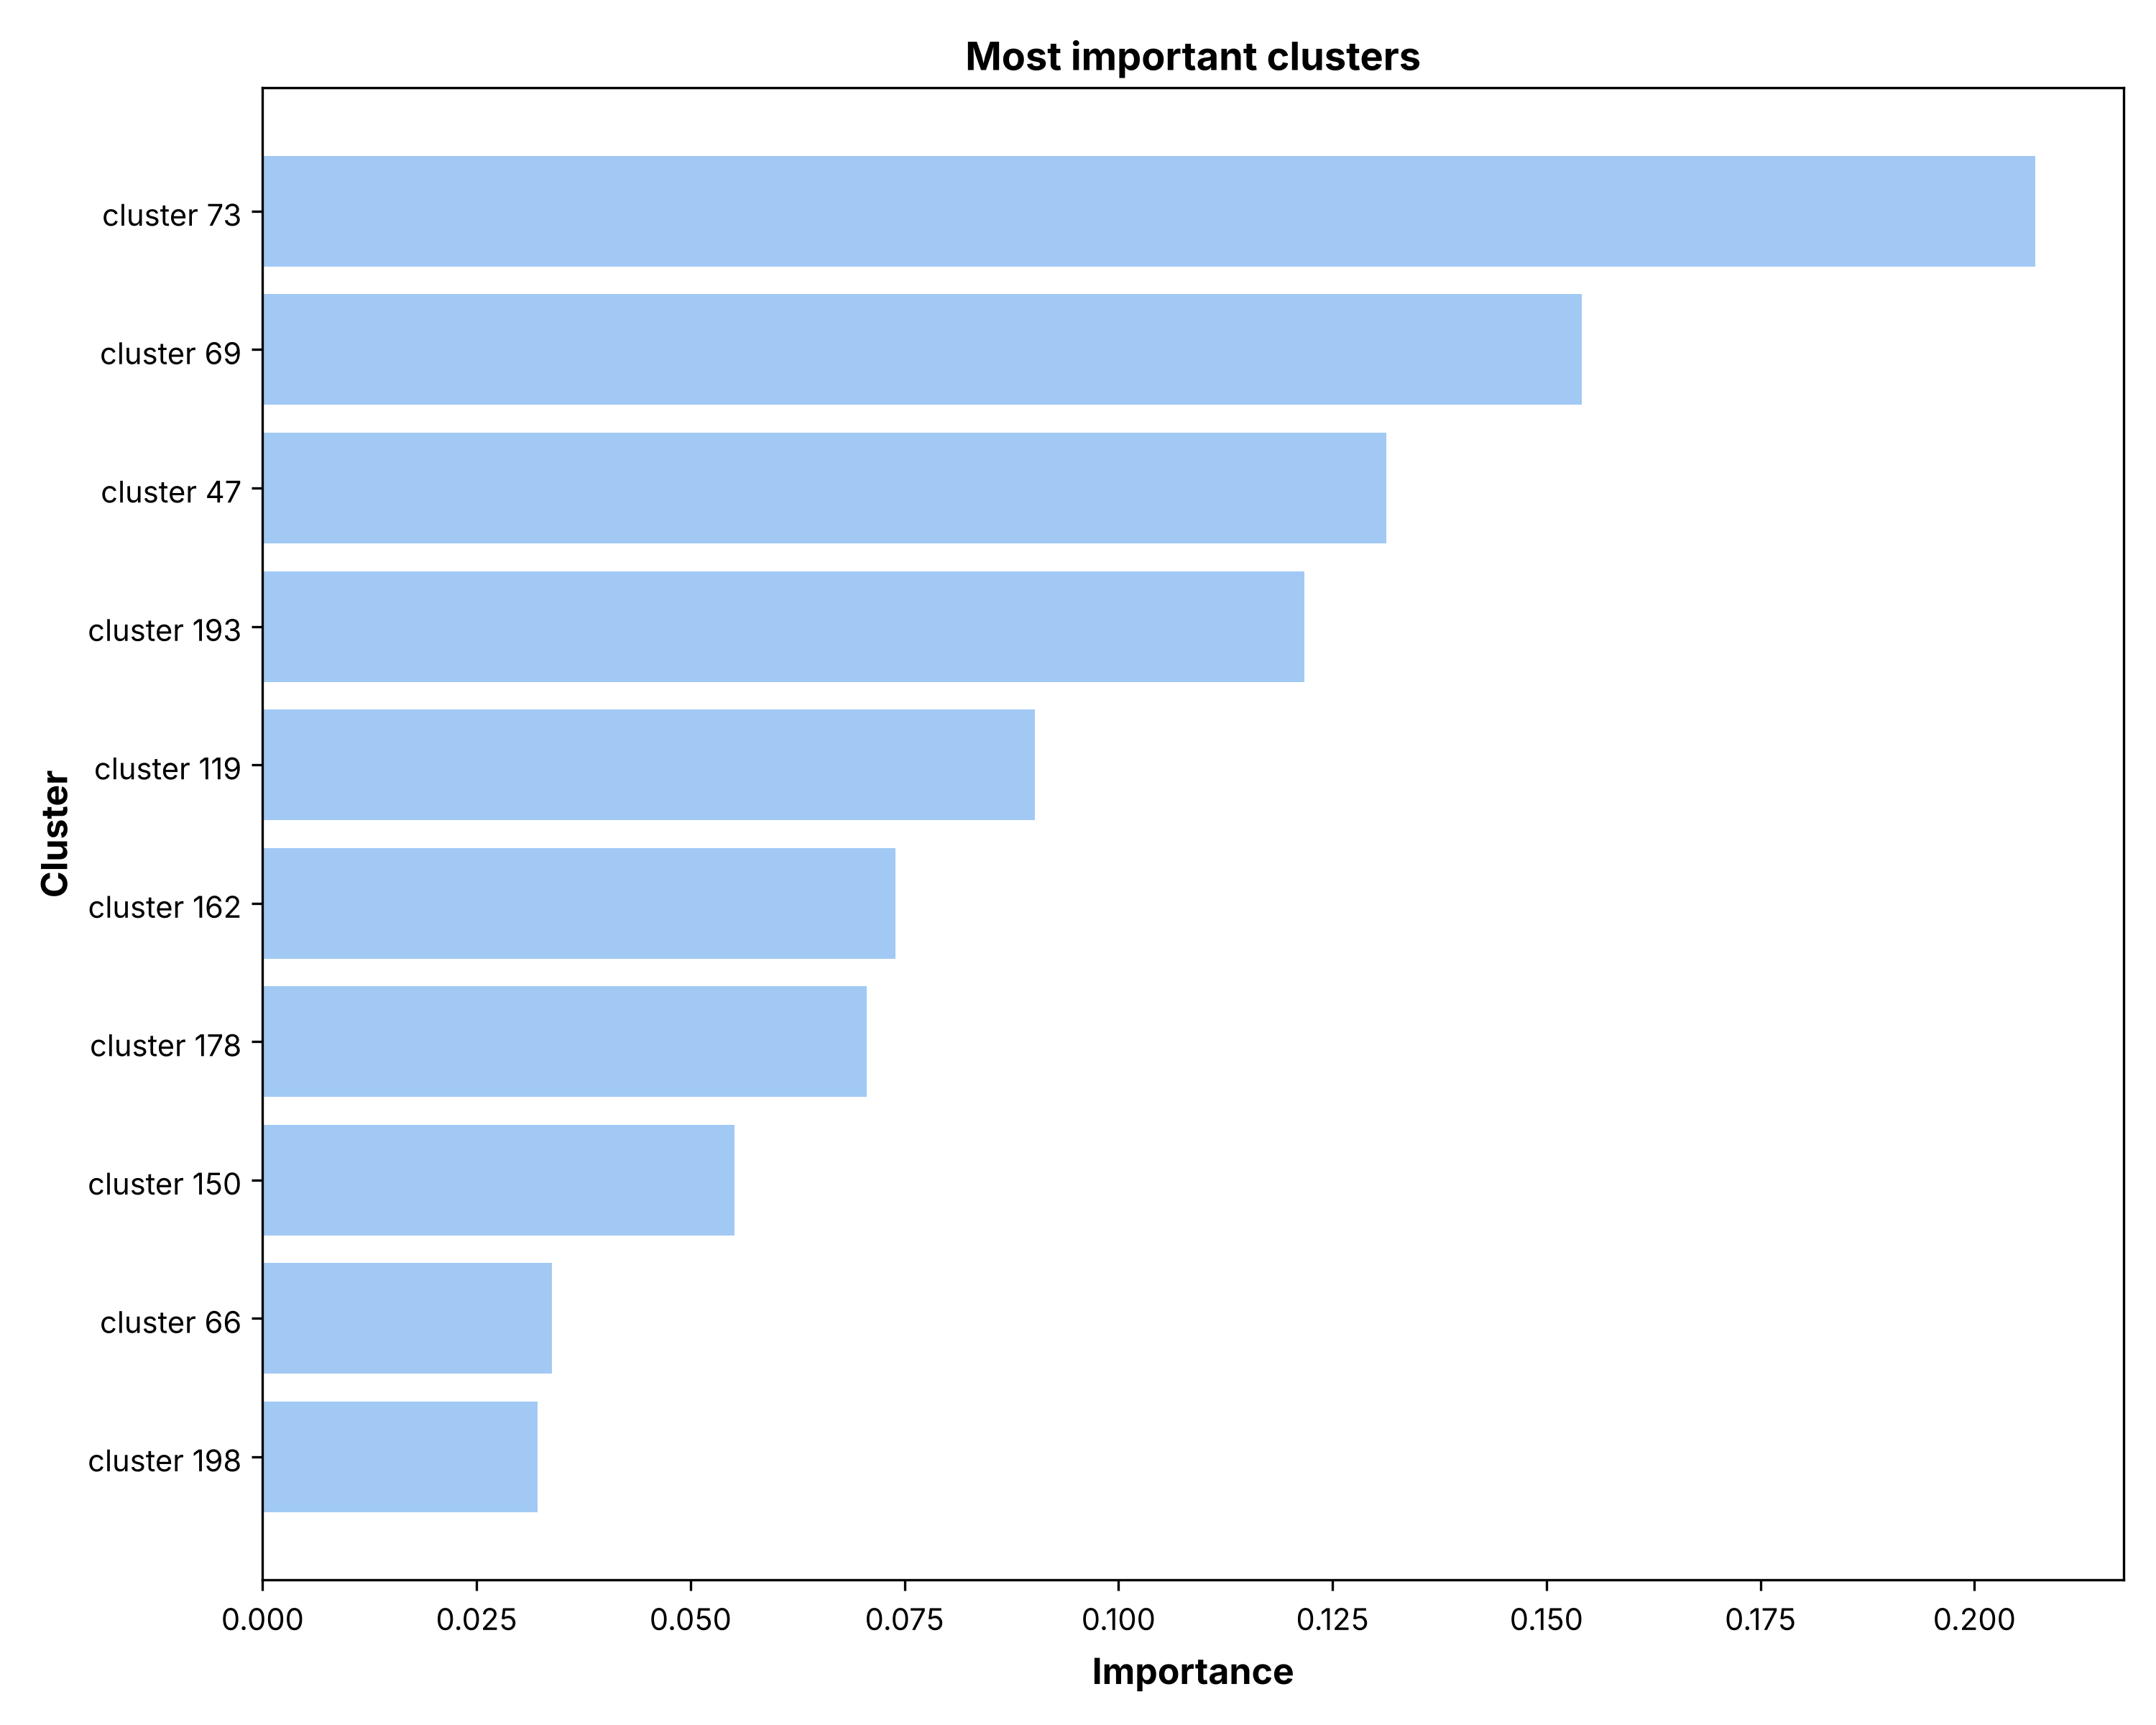 Most important clusters
cluster 73
cluster 69
cluster 47
cluster 193
cluster 119
cluster 162
cluster 178
cluster 150
cluster 66
cluster 198
Cluster
0.000 0.025 0.050 0.075 0.100 0.125 0.150 0.175 0.200
Importance